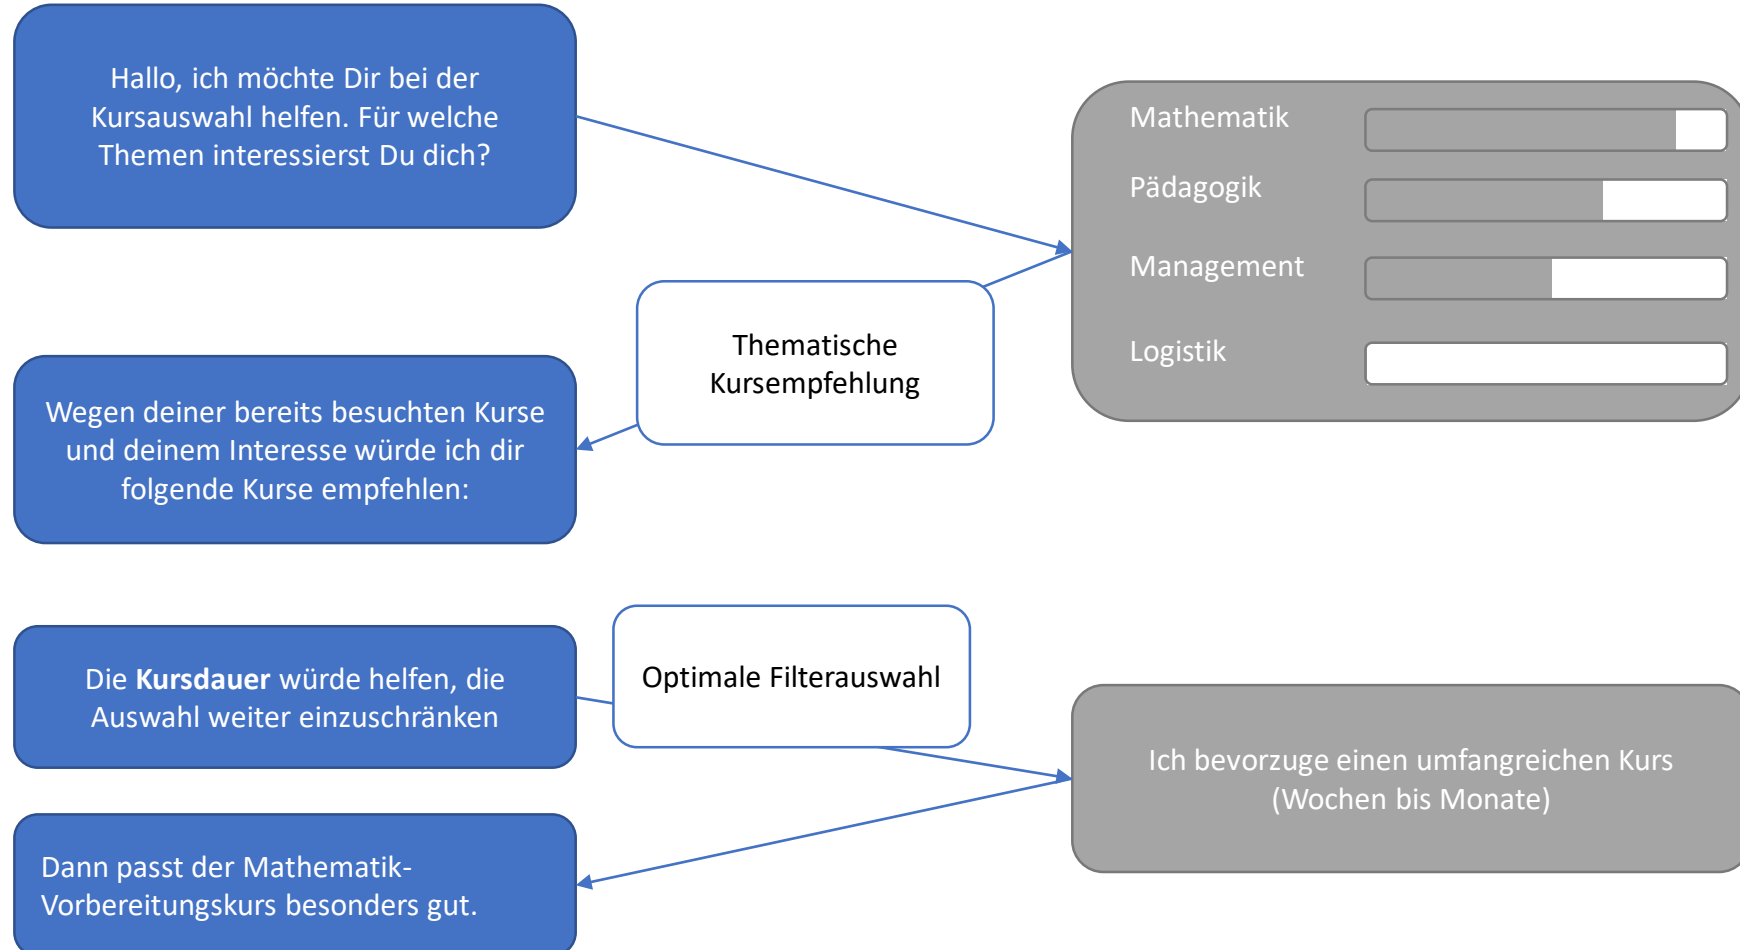 Hallo, ich möchte Dir bei der
Kursauswahl helfen. Für welche
Themen interessierst Du dich?
Mathematik
Pädagogik
Management
Logistik
Thematische
Kursempfehlung
Wegen deiner bereits besuchten Kurse
und deinem Interesse würde ich dir
folgende Kurse empfehlen:
Die Kursdauer würde helfen, die
Auswahl weiter einzuschränken
Optimale Filterauswahl
Ich bevorzuge einen umfangreichen Kurs
(Wochen bis Monate)
Dann passt der Mathematik-
Vorbereitungskurs besonders gut.